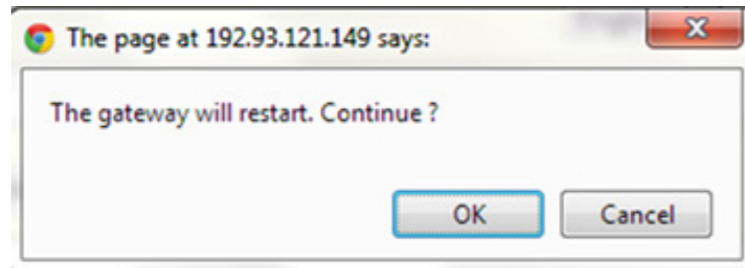 The page at 192.93.121.149 says:
The gateway will restart. Continue ?
OK
Cancel